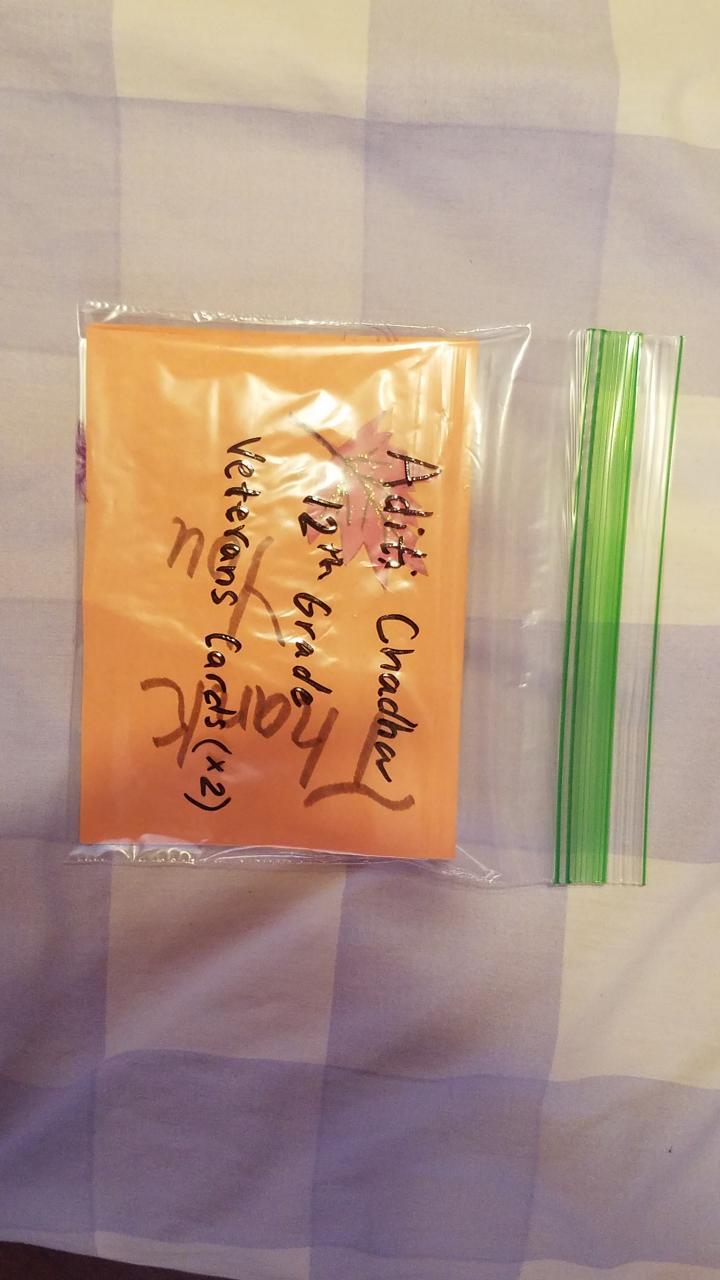 Aditi Chadha
12th Grade
Veterans Cards (x2)
Thank
You